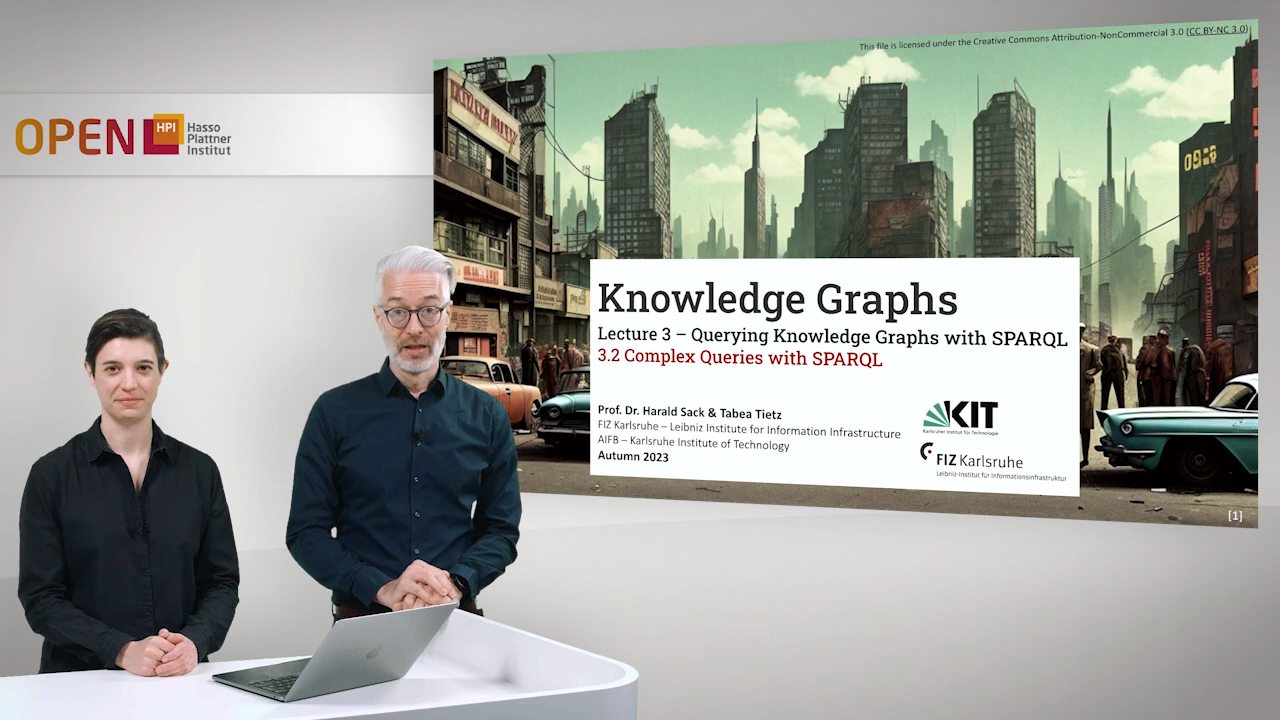 This file is licensed under the Creative Commons Attribution-NonCommercial 3.0 (CC BY-NC 3.0)
OPEN HPI Hasso
Plattner
Institut
Knowledge Graphs
Lecture 3 – Querying Knowledge Graphs with SPARQL
3.2 Complex Queries with SPARQL
Prof. Dr. Harald Sack & Tabea Tietz
FIZ Karlsruhe – Leibniz Institute for Information Infrastructure
AIFB – Karlsruhe Institute of Technology
Autumn 2023
KIT
Karlsruher Institut für Technologie
FIZ Karlsruhe
Leibniz-Institut für Informationsinfrastruktur
[1]